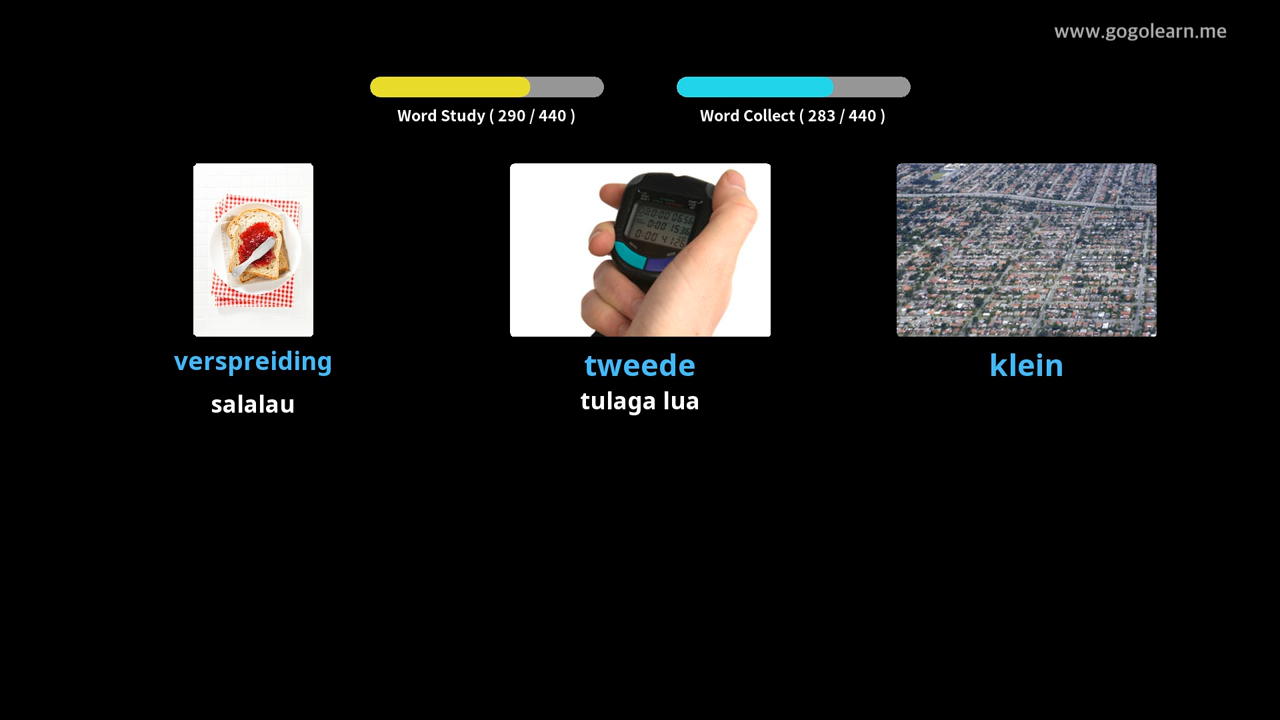 www.gogolearn.me
Word Study ( 290 / 440 )
Word Collect ( 283 / 440 )
verspreiding
salalau
tweede
tulaga lua
klein